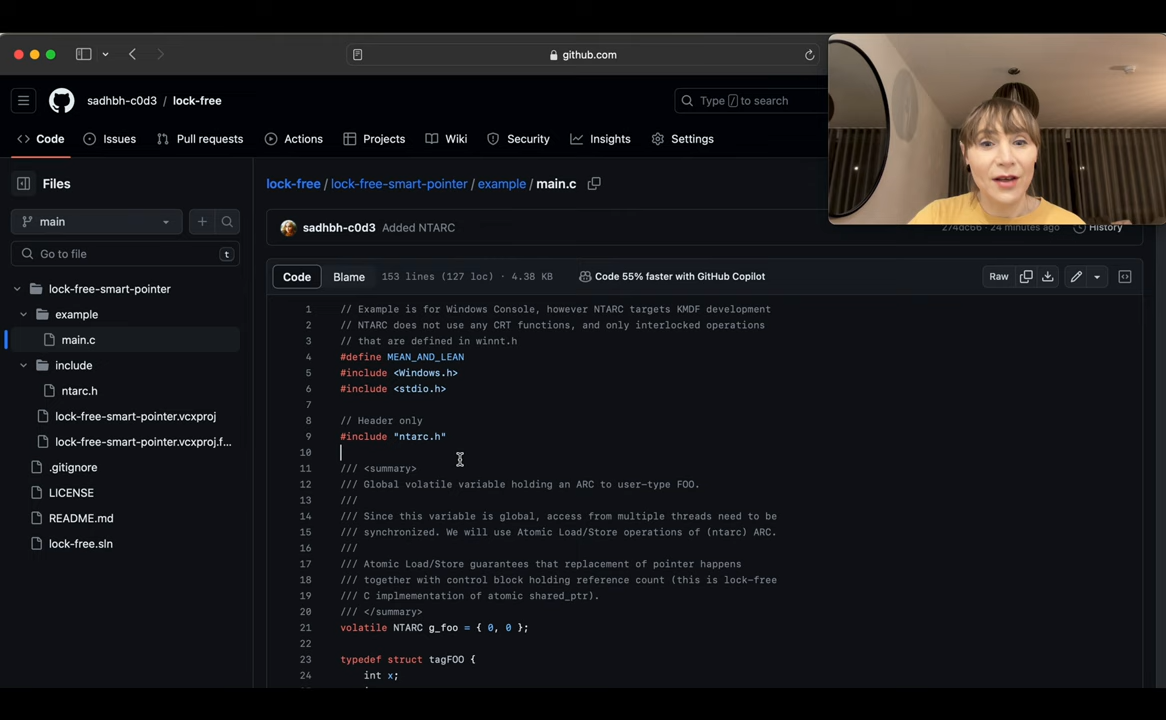 github.com
sadhbh-c0d3 / lock-free
Type / to search
Code
Issues
Pull requests
Actions
Projects
Wiki
Security
Insights
Settings
Files
main
Go to file
t
lock-free-smart-pointer
example
main.c
include
ntarc.h
lock-free-smart-pointer.vcxproj
lock-free-smart-pointer.vcxproj.f...
.gitignore
LICENSE
README.md
lock-free.sln
lock-free / lock-free-smart-pointer / example / main.c
sadhbh-c0d3 Added NTARC
274dc66 · 24 minutes ago History
Code Blame 153 lines (127 loc) · 4.38 KB Code 55% faster with GitHub Copilot Raw
1 // Example is for Windows Console, however NTARC targets KMDF development
2 // NTARC does not use any CRT functions, and only interlocked operations
3 // that are defined in winnt.h
4 #define MEAN_AND_LEAN
5 #include <Windows.h>
6 #include <stdio.h>
7
8 // Header only
9 #include "ntarc.h"
10
11 /// <summary>
12 /// Global volatile variable holding an ARC to user-type FOO.
13 ///
14 /// Since this variable is global, access from multiple threads need to be
15 /// synchronized. We will use Atomic Load/Store operations of (ntarc) ARC.
16 ///
17 /// Atomic Load/Store guarantees that replacement of pointer happens
18 /// together with control block holding reference count (this is lock-free
19 /// C implmementation of atomic shared_ptr).
20 /// </summary>
21 volatile NTARC g_foo = { 0, 0 };
22
23 typedef struct tagFOO {
24 int x;